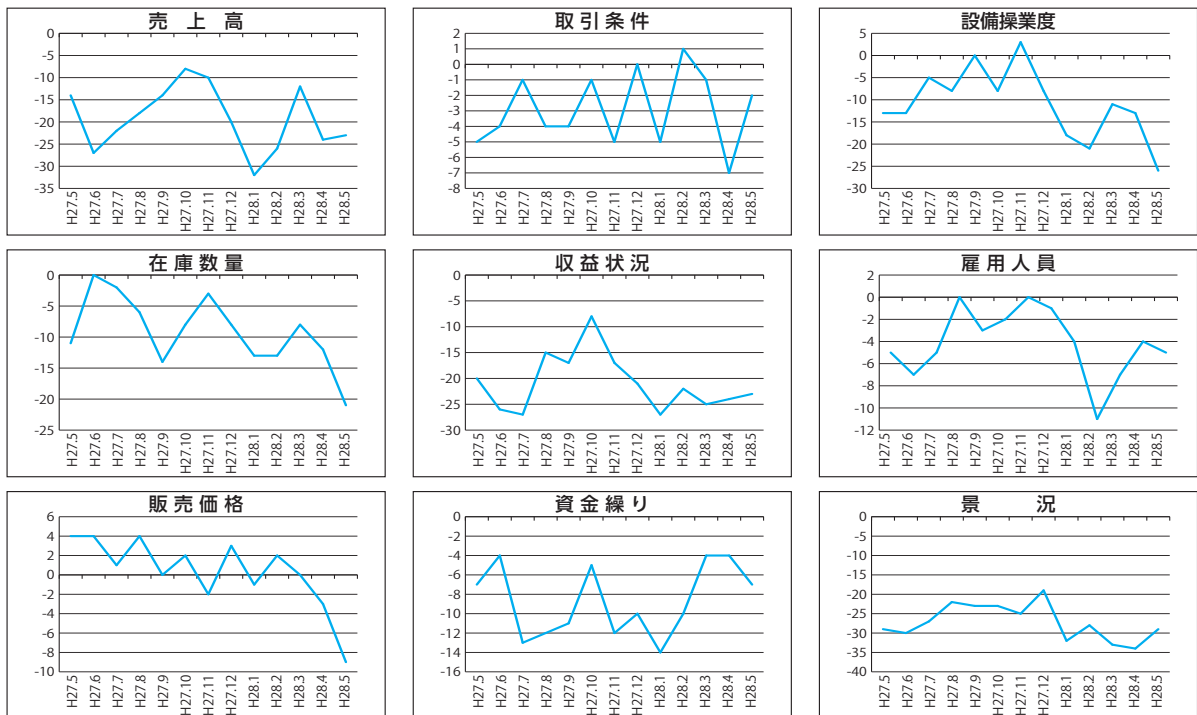 売上高
0
-5
-10
-15
-20
-25
-30
-35
H27.5
H27.6
H27.7
H27.8
H27.9
H27.10
H27.11
H27.12
H28.1
H28.2
H28.3
H28.4
H28.5
取引条件
2
1
0
-1
-2
-3
-4
-5
-6
-7
-8
H27.5
H27.6
H27.7
H27.8
H27.9
H27.10
H27.11
H27.12
H28.1
H28.2
H28.3
H28.4
H28.5
設備操業度
5
0
-5
-10
-15
-20
-25
-30
H27.5
H27.6
H27.7
H27.8
H27.9
H27.10
H27.11
H27.12
H28.1
H28.2
H28.3
H28.4
H28.5
在庫数量
0
-5
-10
-15
-20
-25
H27.5
H27.6
H27.7
H27.8
H27.9
H27.10
H27.11
H27.12
H28.1
H28.2
H28.3
H28.4
H28.5
収益状況
0
-5
-10
-15
-20
-25
-30
H27.5
H27.6
H27.7
H27.8
H27.9
H27.10
H27.11
H27.12
H28.1
H28.2
H28.3
H28.4
H28.5
雇用人員
2
0
-2
-4
-6
-8
-10
-12
H27.5
H27.6
H27.7
H27.8
H27.9
H27.10
H27.11
H27.12
H28.1
H28.2
H28.3
H28.4
H28.5
販売価格
6
4
2
0
-2
-4
-6
-8
-10
H27.5
H27.6
H27.7
H27.8
H27.9
H27.10
H27.11
H27.12
H28.1
H28.2
H28.3
H28.4
H28.5
資金繰り
0
-2
-4
-6
-8
-10
-12
-14
-16
H27.5
H27.6
H27.7
H27.8
H27.9
H27.10
H27.11
H27.12
H28.1
H28.2
H28.3
H28.4
H28.5
景況
0
-5
-10
-15
-20
-25
-30
-35
-40
H27.5
H27.6
H27.7
H27.8
H27.9
H27.10
H27.11
H27.12
H28.1
H28.2
H28.3
H28.4
H28.5